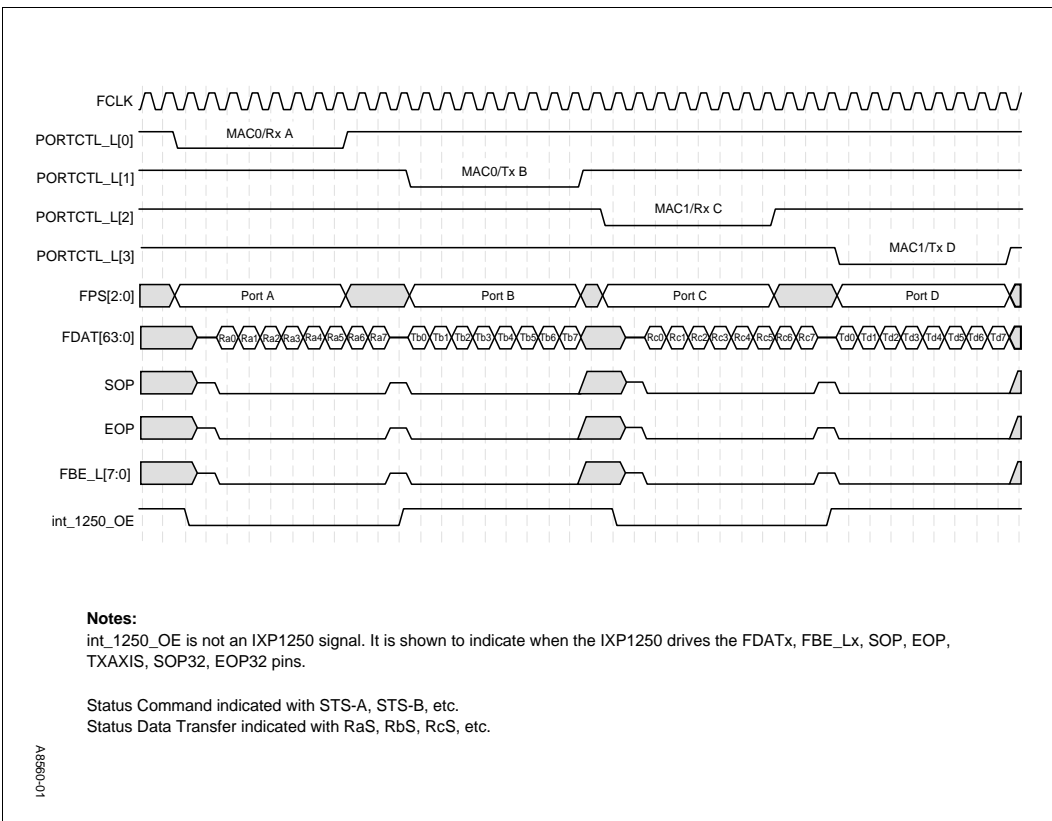 FCLK
PORTCTL_L[0] MAC0/Rx A
PORTCTL_L[1] MAC0/Tx B
PORTCTL_L[2] MAC1/Rx C
PORTCTL_L[3] MAC1/Tx D
FPS[2:0] Port A Port B Port C Port D
FDAT[63:0] Ra0 Ra1 Ra2 Ra3 Ra4 Ra5 Ra6 Ra7 Tb0 Tb1 Tb2 Tb3 Tb4 Tb5 Tb6 Tb7 Rc0 Rc1 Rc2 Rc3 Rc4 Rc5 Rc6 Rc7 Td0 Td1 Td2 Td3 Td4 Td5 Td6 Td7
SOP
EOP
FBE_L[7:0]
int_1250_OE
Notes:
int_1250_OE is not an IXP1250 signal. It is shown to indicate when the IXP1250 drives the FDATx, FBE_Lx, SOP, EOP,
TXAXIS, SOP32, EOP32 pins.
Status Command indicated with STS-A, STS-B, etc.
Status Data Transfer indicated with RaS, RbS, RcS, etc.
A8560-01